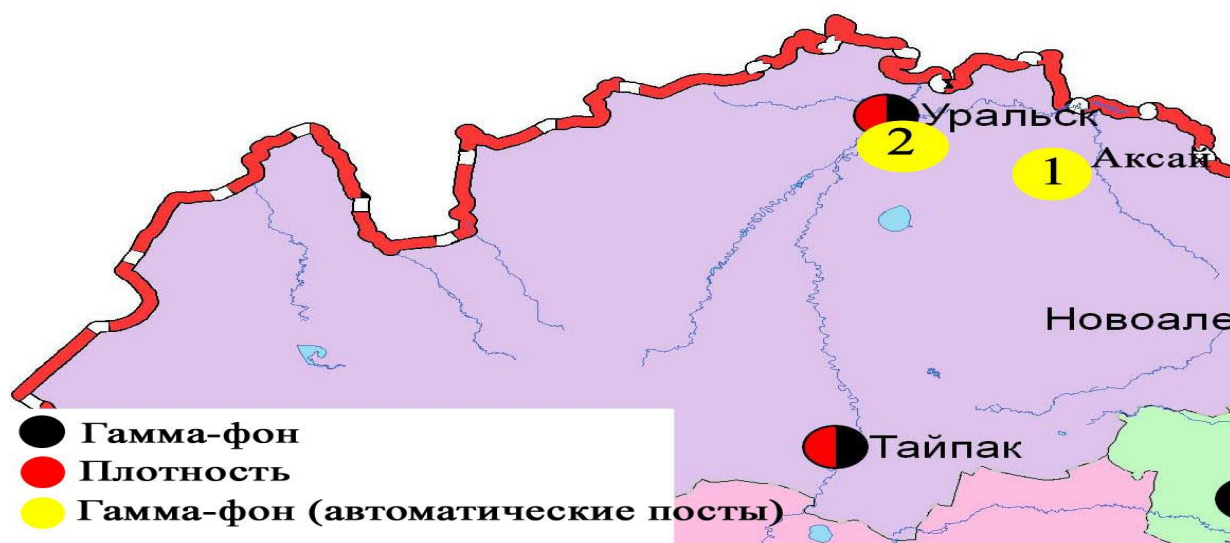 Уральск
2
1
Аксай
Новоале
Тайпак
Гамма-фон
Плотность
Гамма-фон (автоматические посты)